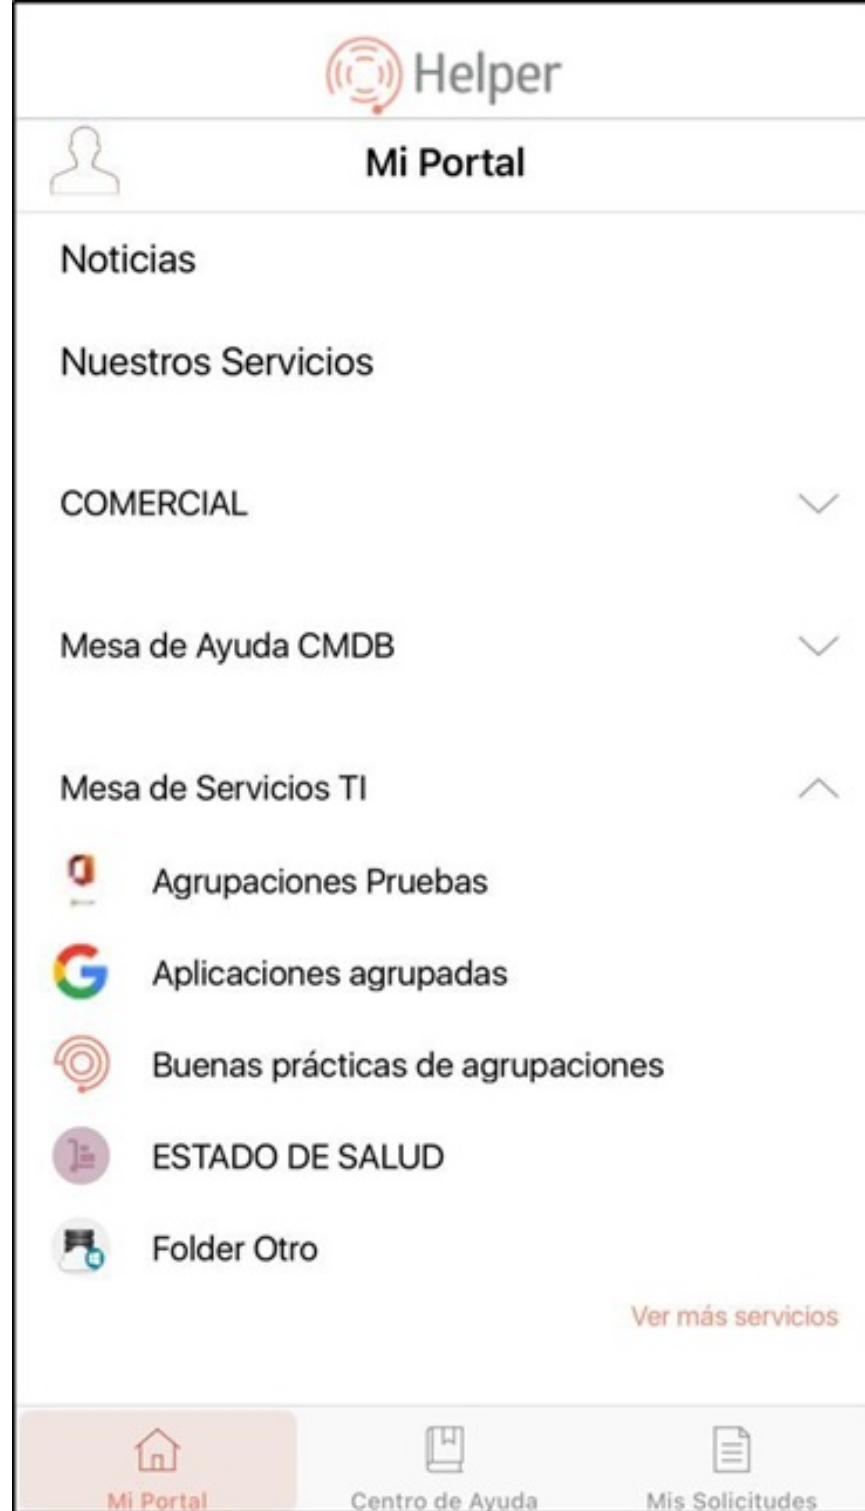 Helper
Mi Portal
Noticias
Nuestros Servicios
COMERCIAL
Mesa de Ayuda CMDB
Mesa de Servicios TI
Agrupaciones Pruebas
Aplicaciones agrupadas
Buenas prácticas de agrupaciones
ESTADO DE SALUD
Folder Otro
Ver más servicios
Mi Portal Centro de Ayuda Mis Solicitudes